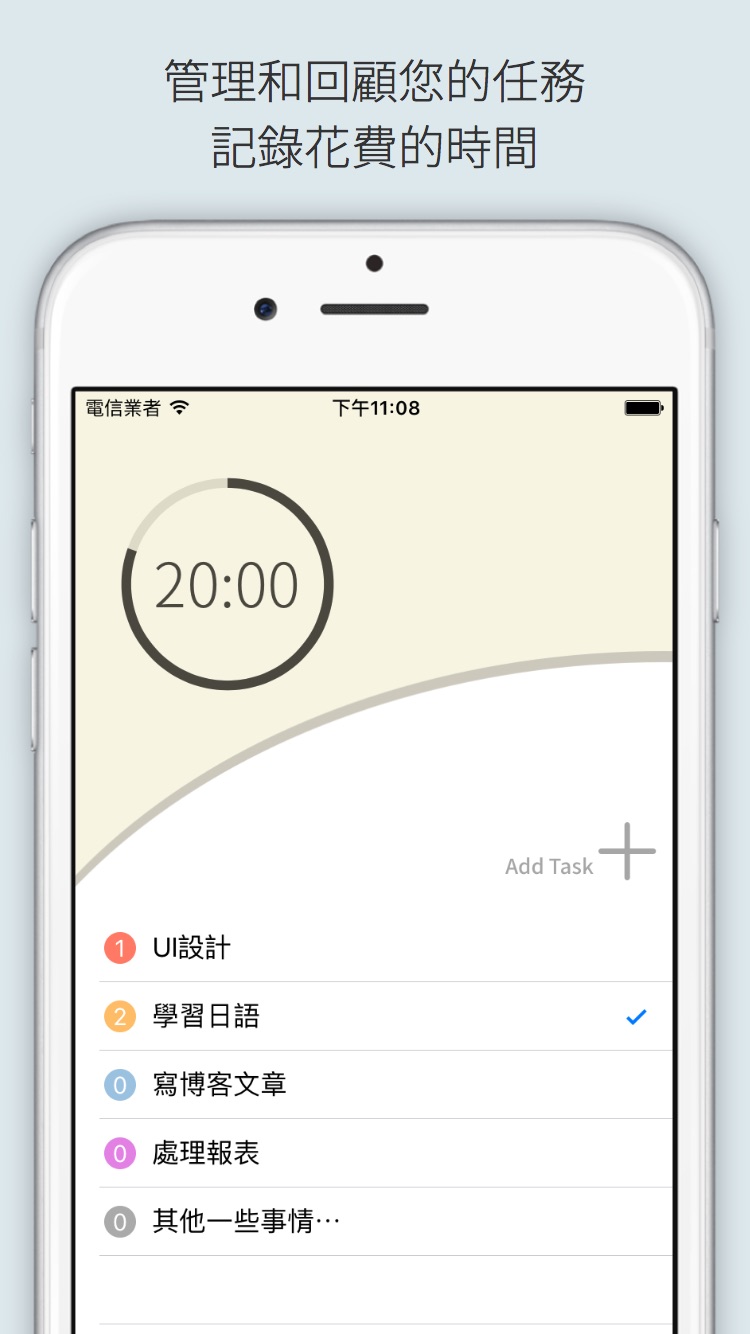 管理和回顧您的任務
記錄花費的時間
電信業者 下午11:08
20:00
Add Task
1 UI設計
2 學習日語
0 寫博客文章
0 處理報表
0 其他一些事情⋯